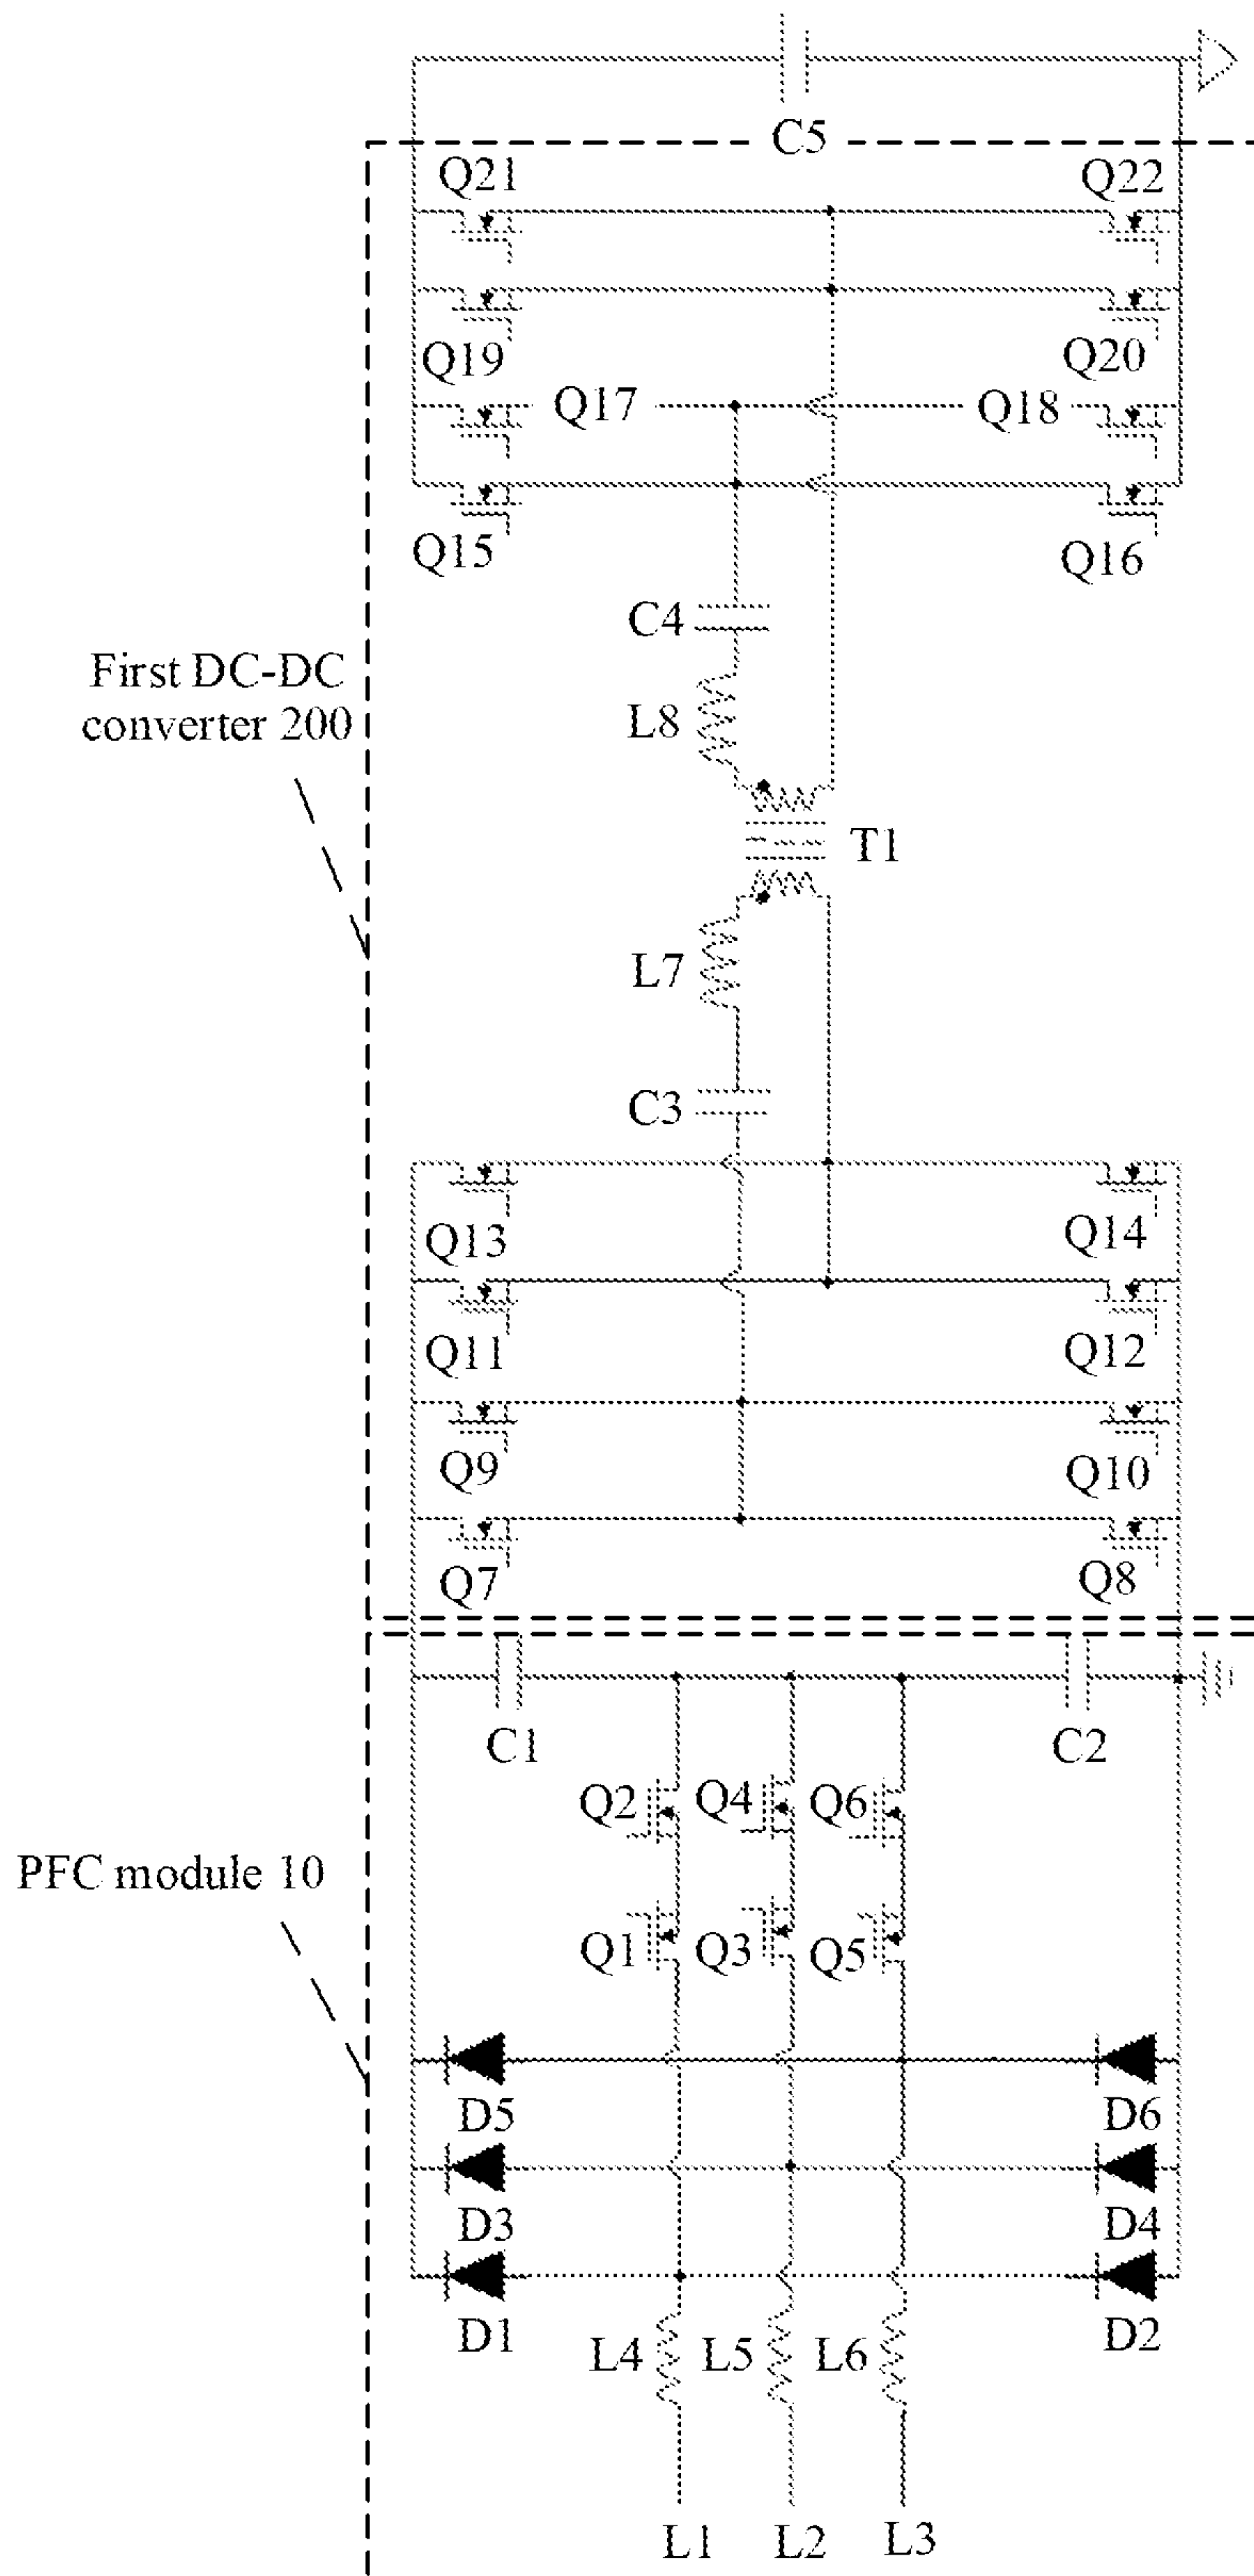 C5
Q21
Q22
Q19
Q20
Q17
Q18
Q15
Q16
C4
First DC-DC
converter 200
L8
T1
L7
C3
Q13
Q14
Q11
Q12
Q9
Q10
Q7
Q8
C1
C2
Q2
Q4
Q6
PFC module 10
Q1
Q3
Q5
D5
D6
D3
D4
D1
D2
L4
L5
L6
L1
L2
L3